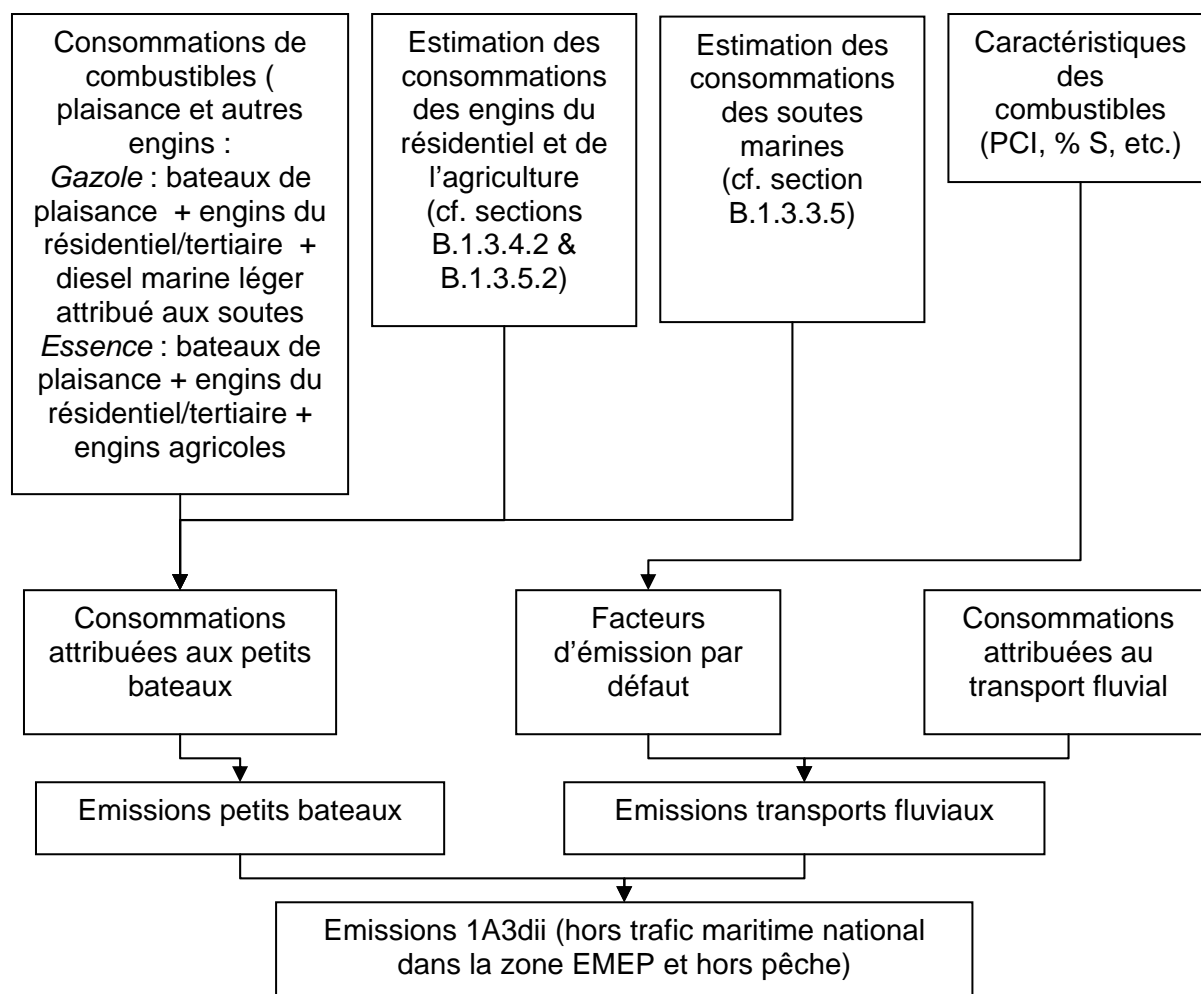 Consommations de
combustibles (
plaisance et autres
engins :
Gazole : bateaux de
plaisance + engins du
résidentiel/tertiaire +
diesel marine léger
attribué aux soutes
Essence : bateaux de
plaisance + engins du
résidentiel/tertiaire +
engins agricoles
Estimation des
consommations
des engins du
résidentiel et de
l’agriculture
(cf. sections
B.1.3.4.2 &
B.1.3.5.2)
Estimation des
consommations
des soutes
marines
(cf. section
B.1.3.3.5)
Caractéristiques
des
combustibles
(PCI, % S, etc.)
Consommations
attribuées aux petits
bateaux
Facteurs
d’émission par
défaut
Consommations
attribuées au
transport fluvial
Emissions petits bateaux
Emissions transports fluviaux
Emissions 1A3dii (hors trafic maritime national
dans la zone EMEP et hors pêche)